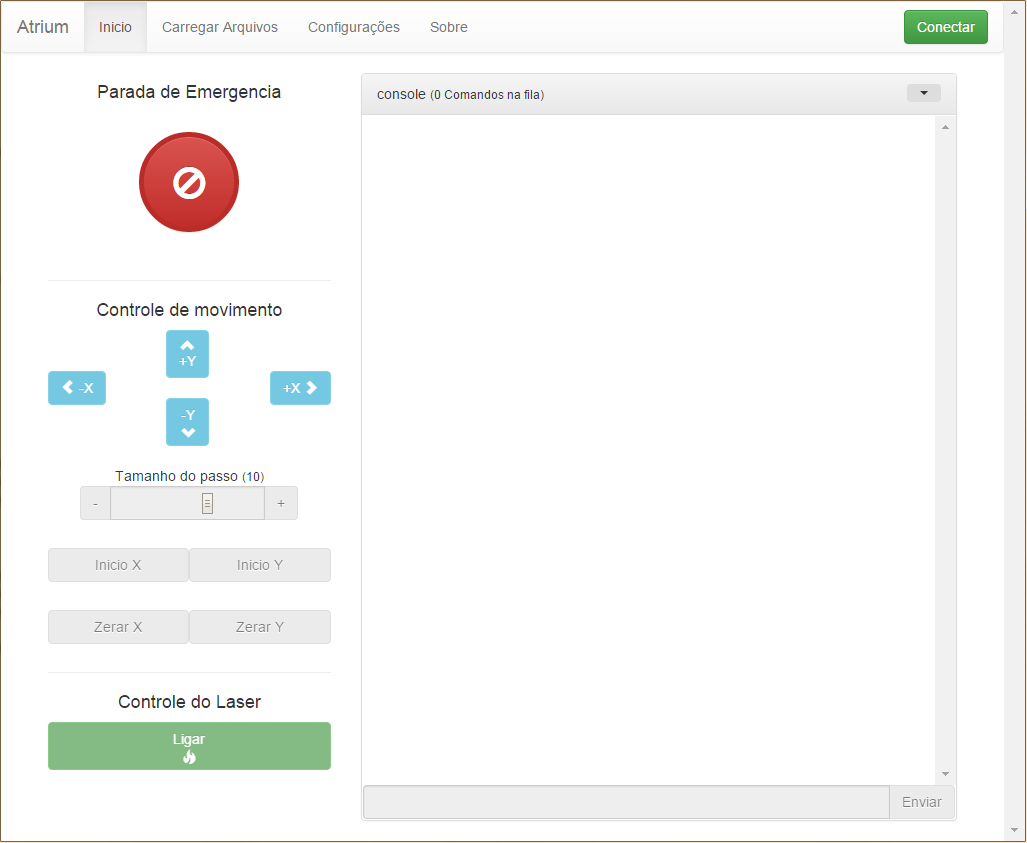 Atrium Inicio Carregar Arquivos Configurações Sobre Conectar
Parada de Emergencia
console (0 Comandos na fila)
Controle de movimento
+Y
-X +X
-Y
Tamanho do passo (10)
- +
Inicio X Inicio Y
Zerar X Zerar Y
Controle do Laser
Ligar
Enviar